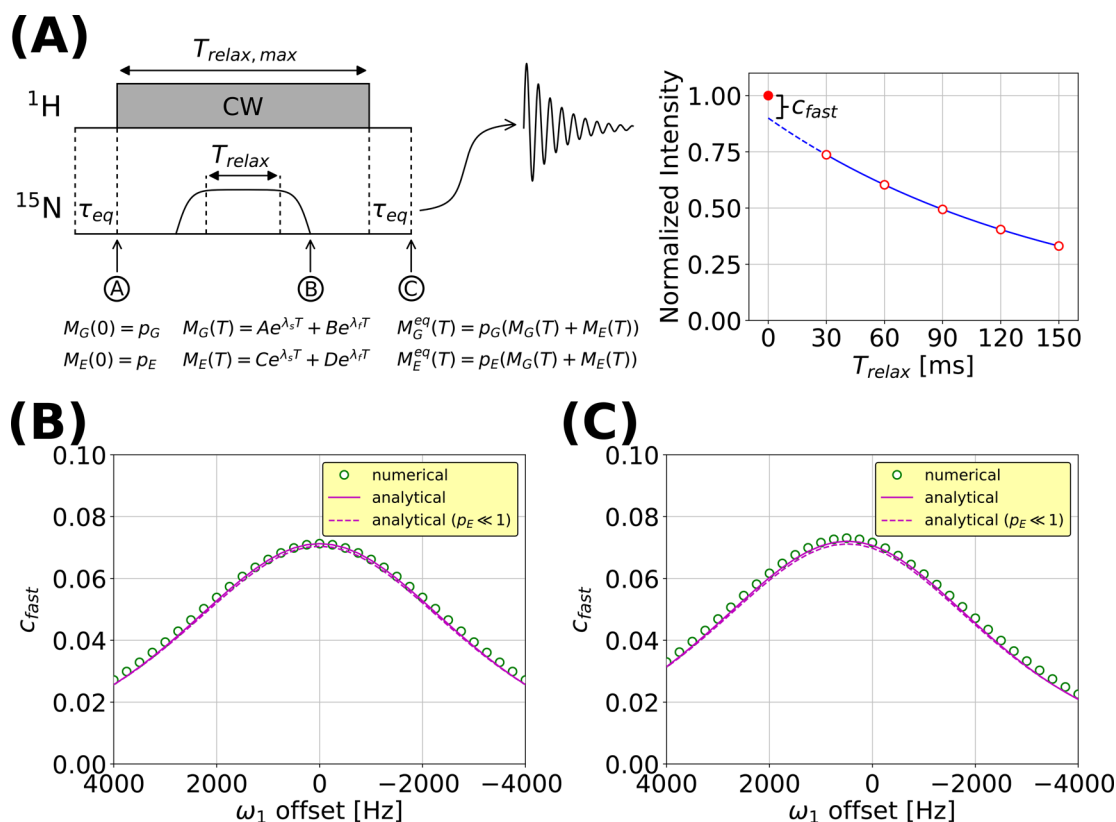 (A)
T_relax, max
¹H
CW
T_relax
¹⁵N
τ_eq
τ_eq
A
B
C
M_G(0) = p_G
M_G(T) = Ae^{λ_sT} + Be^{λ_fT}
M_G^{eq}(T) = p_G(M_G(T) + M_E(T))
M_E(0) = p_E
M_E(T) = Ce^{λ_sT} + De^{λ_fT}
M_E^{eq}(T) = p_E(M_G(T) + M_E(T))
Normalized Intensity
1.00
0.75
0.50
0.25
0.00
c_fast
0 30 60 90 120 150
T_relax [ms]
(B)
c_fast
0.10
0.08
0.06
0.04
0.02
0.00
numerical
analytical
analytical (p_E ≪ 1)
4000 2000 0 −2000 −4000
ω₁ offset [Hz]
(C)
c_fast
0.10
0.08
0.06
0.04
0.02
0.00
numerical
analytical
analytical (p_E ≪ 1)
4000 2000 0 −2000 −4000
ω₁ offset [Hz]